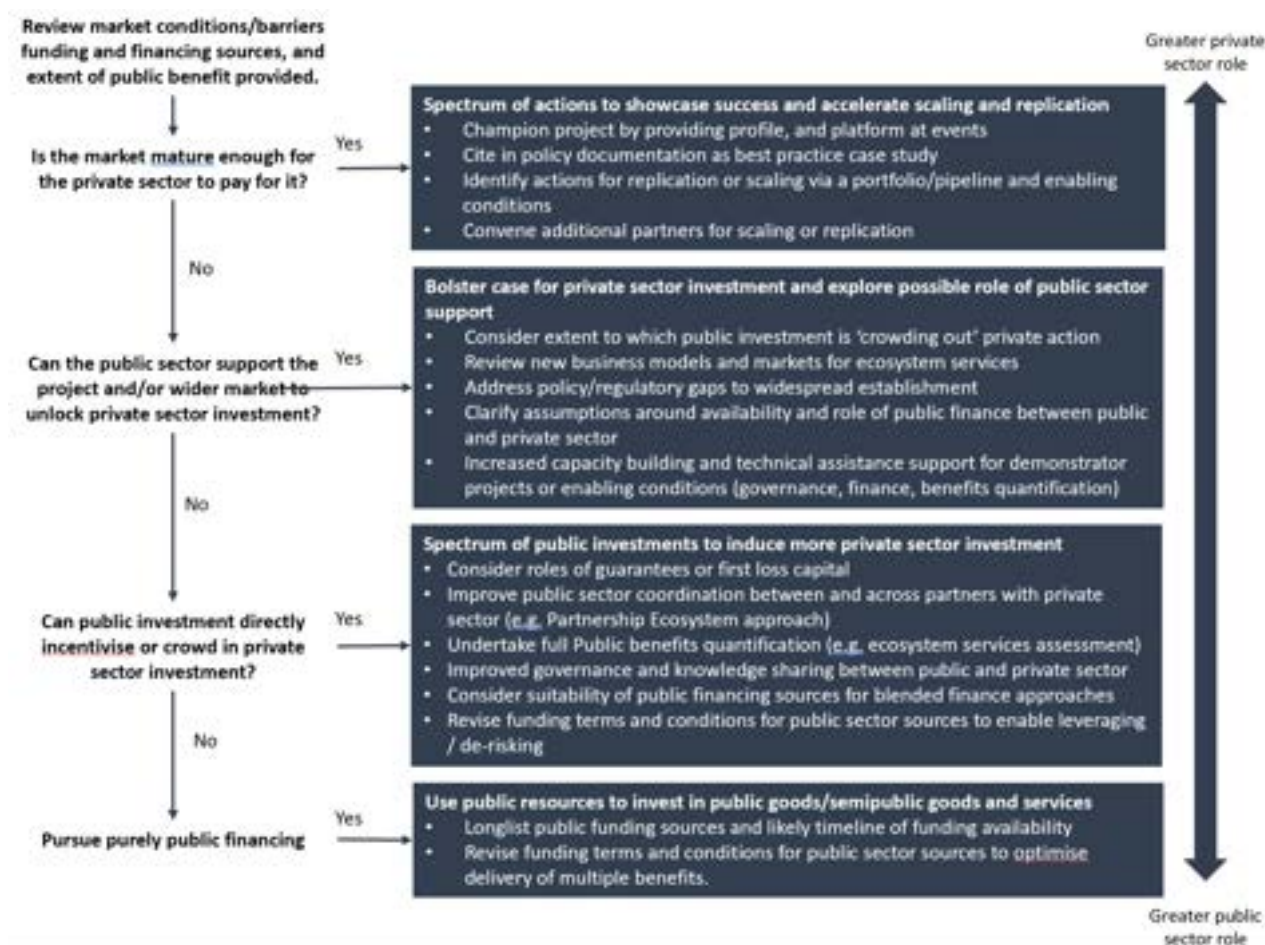 Review market conditions/barriers
funding and financing sources, and
extent of public benefit provided.
Greater private
sector role
Spectrum of actions to showcase success and accelerate scaling and replication
• Champion project by providing profile, and platform at events
• Cite in policy documentation as best practice case study
• Identify actions for replication or scaling via a portfolio/pipeline and enabling
conditions
• Convene additional partners for scaling or replication
Yes
Is the market mature enough for
the private sector to pay for it?
No
Bolster case for private sector investment and explore possible role of public sector
support
• Consider extent to which public investment is ‘crowding out’ private action
• Review new business models and markets for ecosystem services
• Address policy/regulatory gaps to widespread establishment
• Clarify assumptions around availability and role of public finance between public
and private sector
• Increased capacity building and technical assistance support for demonstrator
projects or enabling conditions (governance, finance, benefits quantification)
Yes
Can the public sector support the
project and/or wider market to
unlock private sector investment?
No
Spectrum of public investments to induce more private sector investment
• Consider roles of guarantees or first loss capital
• Improve public sector coordination between and across partners with private
sector (e.g. Partnership Ecosystem approach)
• Undertake full Public benefits quantification (e.g. ecosystem services assessment)
• Improved governance and knowledge sharing between public and private sector
• Consider suitability of public financing sources for blended finance approaches
• Revise funding terms and conditions for public sector sources to enable leveraging
/ de-risking
Yes
Can public investment directly
incentivise or crowd in private
sector investment?
No
Use public resources to invest in public goods/semipublic goods and services
• Longlist public funding sources and likely timeline of funding availability
• Revise funding terms and conditions for public sector sources to optimise
delivery of multiple benefits.
Yes
Pursue purely public financing
Greater public
sector role